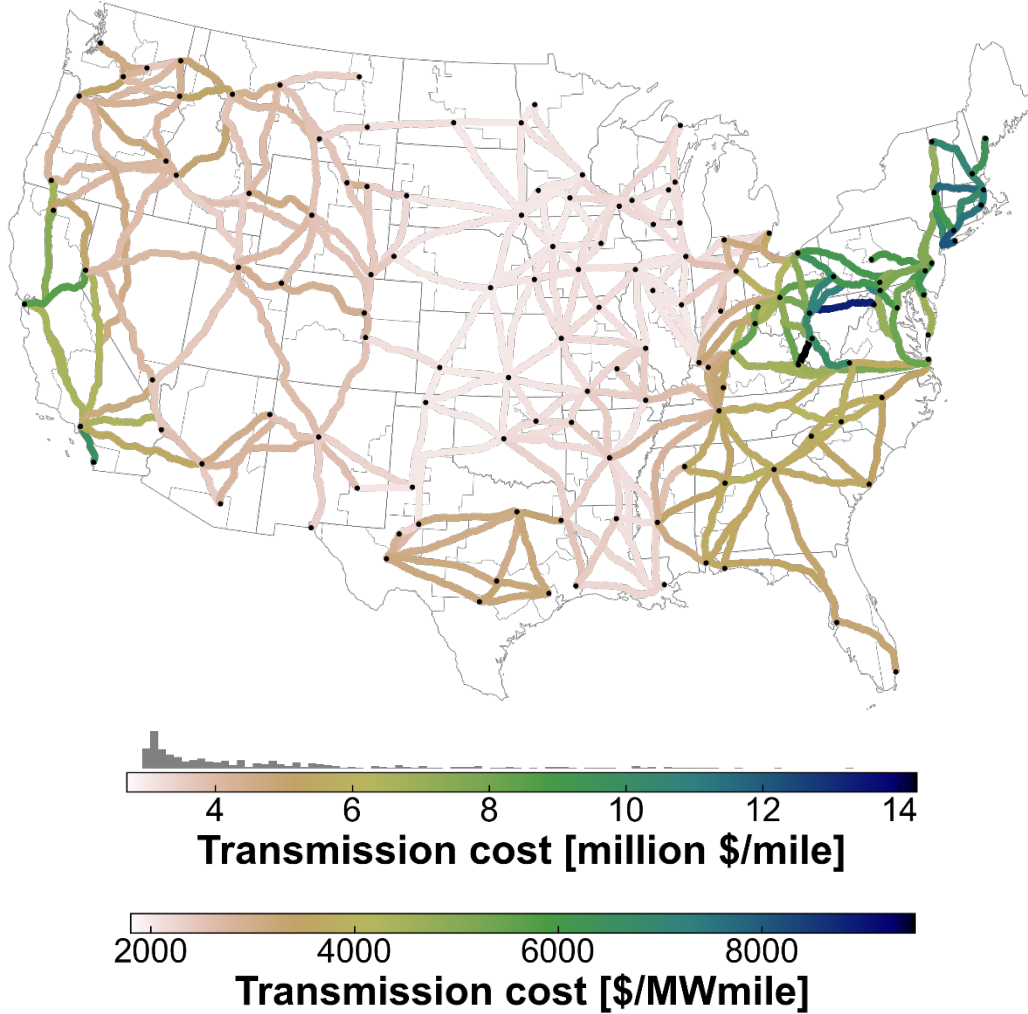 4 6 8 10 12 14
Transmission cost [million $/mile]
2000 4000 6000 8000
Transmission cost [$/MWmile]